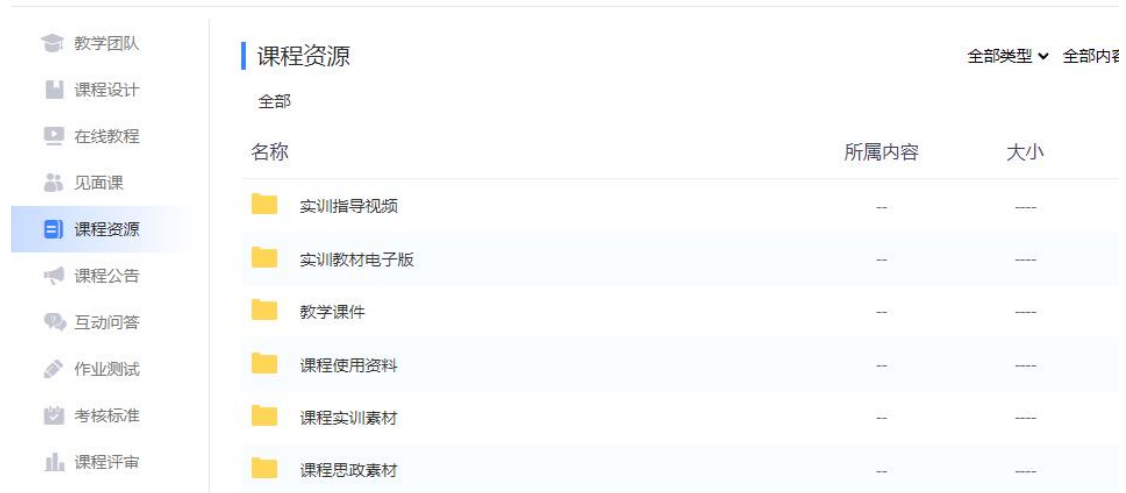 教学团队
课程设计
在线教程
见面课
课程资源
课程公告
互动问答
作业测试
考核标准
课程评审
课程资源
全部类型 全部内容
全部
名称 所属内容 大小
实训指导视频 -- ----
实训教材电子版 -- ----
教学课件 -- ----
课程使用资料 -- ----
课程实训素材 -- ----
课程思政素材 -- ----